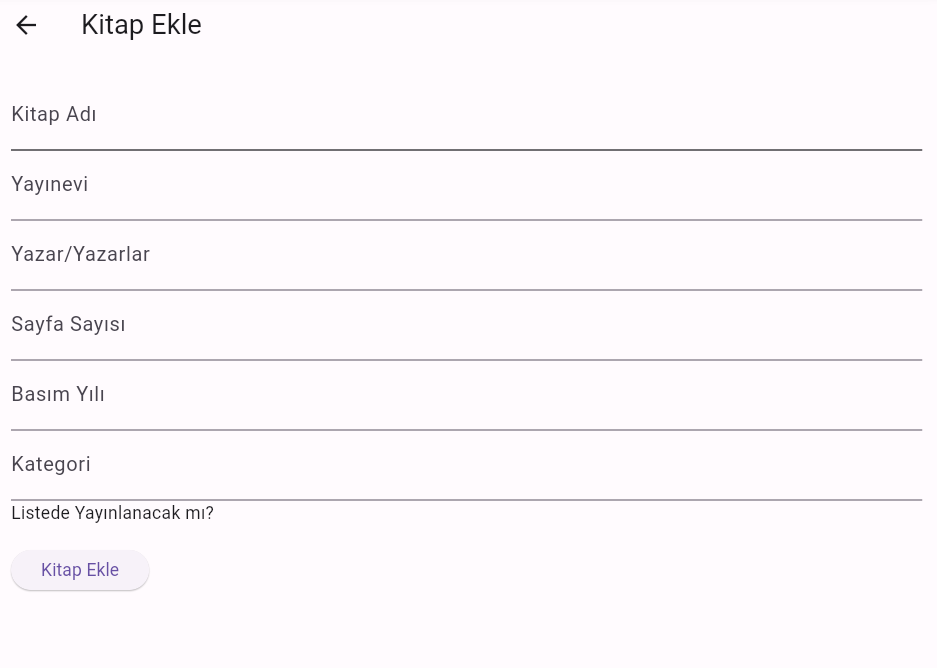 Kitap Ekle
Kitap Adı
Yayınevi
Yazar/Yazarlar
Sayfa Sayısı
Basım Yılı
Kategori
Listede Yayınlanacak mı?
Kitap Ekle